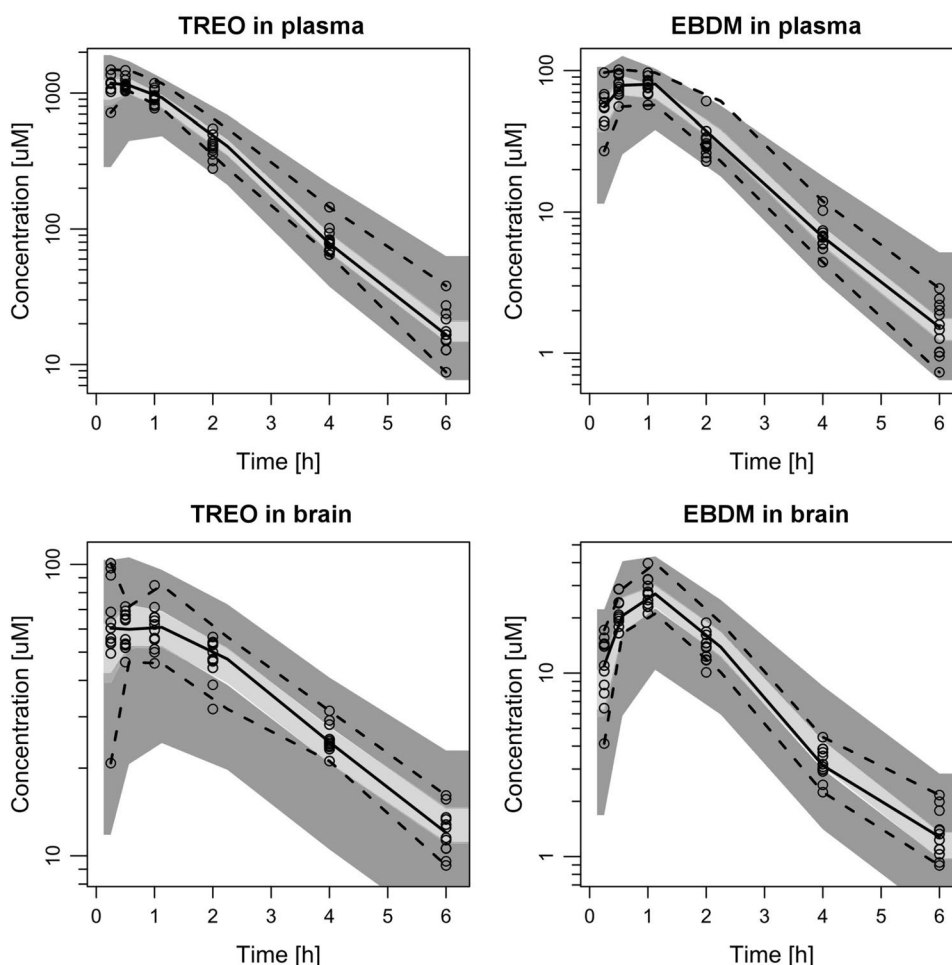 TREO in plasma
Concentration [uM]
1000
100
10
0 1 2 3 4 5 6
Time [h]
EBDM in plasma
Concentration [uM]
100
10
1
0 1 2 3 4 5 6
Time [h]
TREO in brain
Concentration [uM]
100
10
0 1 2 3 4 5 6
Time [h]
EBDM in brain
Concentration [uM]
10
1
0 1 2 3 4 5 6
Time [h]